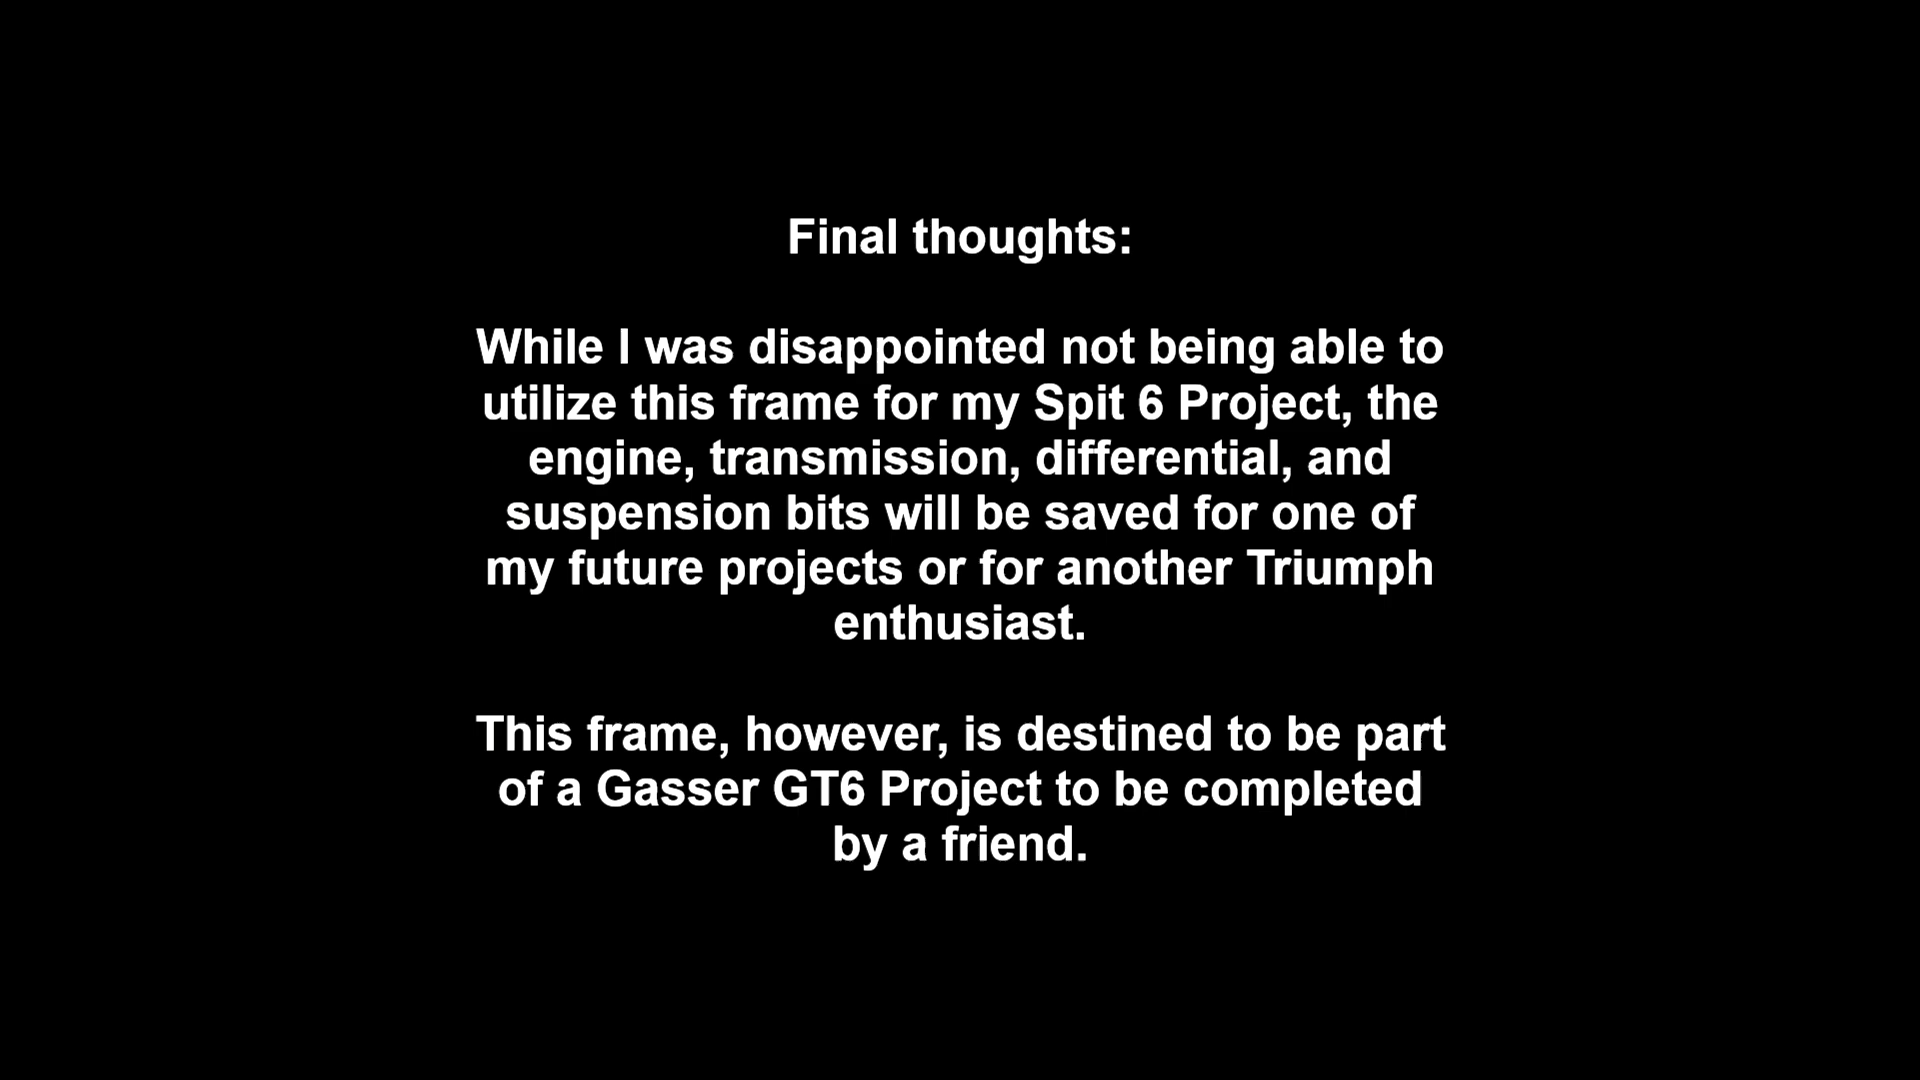 Final thoughts:
While I was disappointed not being able to
utilize this frame for my Spit 6 Project, the
engine, transmission, differential, and
suspension bits will be saved for one of
my future projects or for another Triumph
enthusiast.
This frame, however, is destined to be part
of a Gasser GT6 Project to be completed
by a friend.